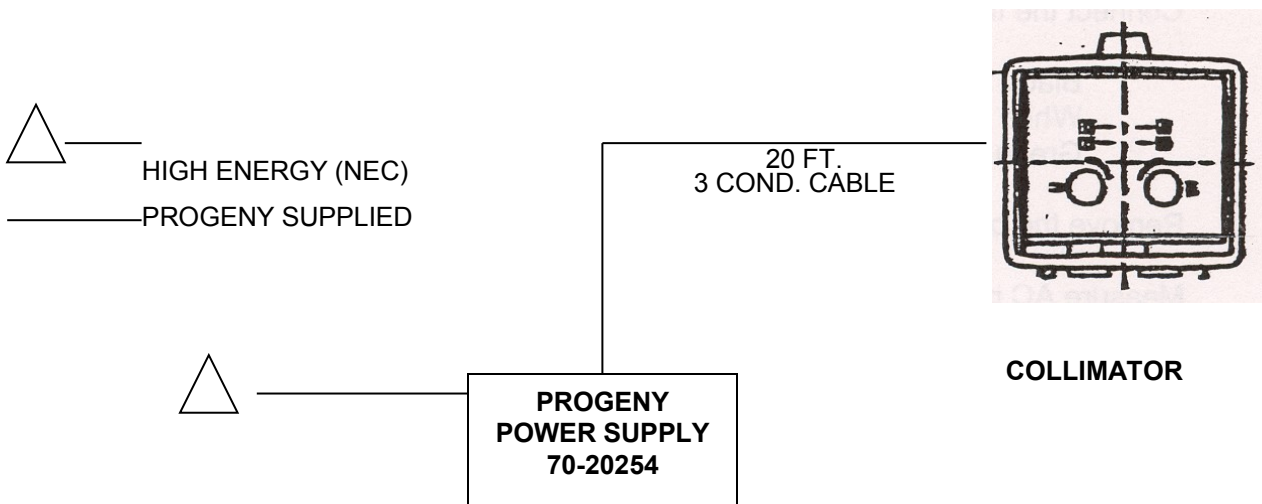 HIGH ENERGY (NEC)
PROGENY SUPPLIED
20 FT.
3 COND. CABLE
COLLIMATOR
PROGENY
POWER SUPPLY
70-20254